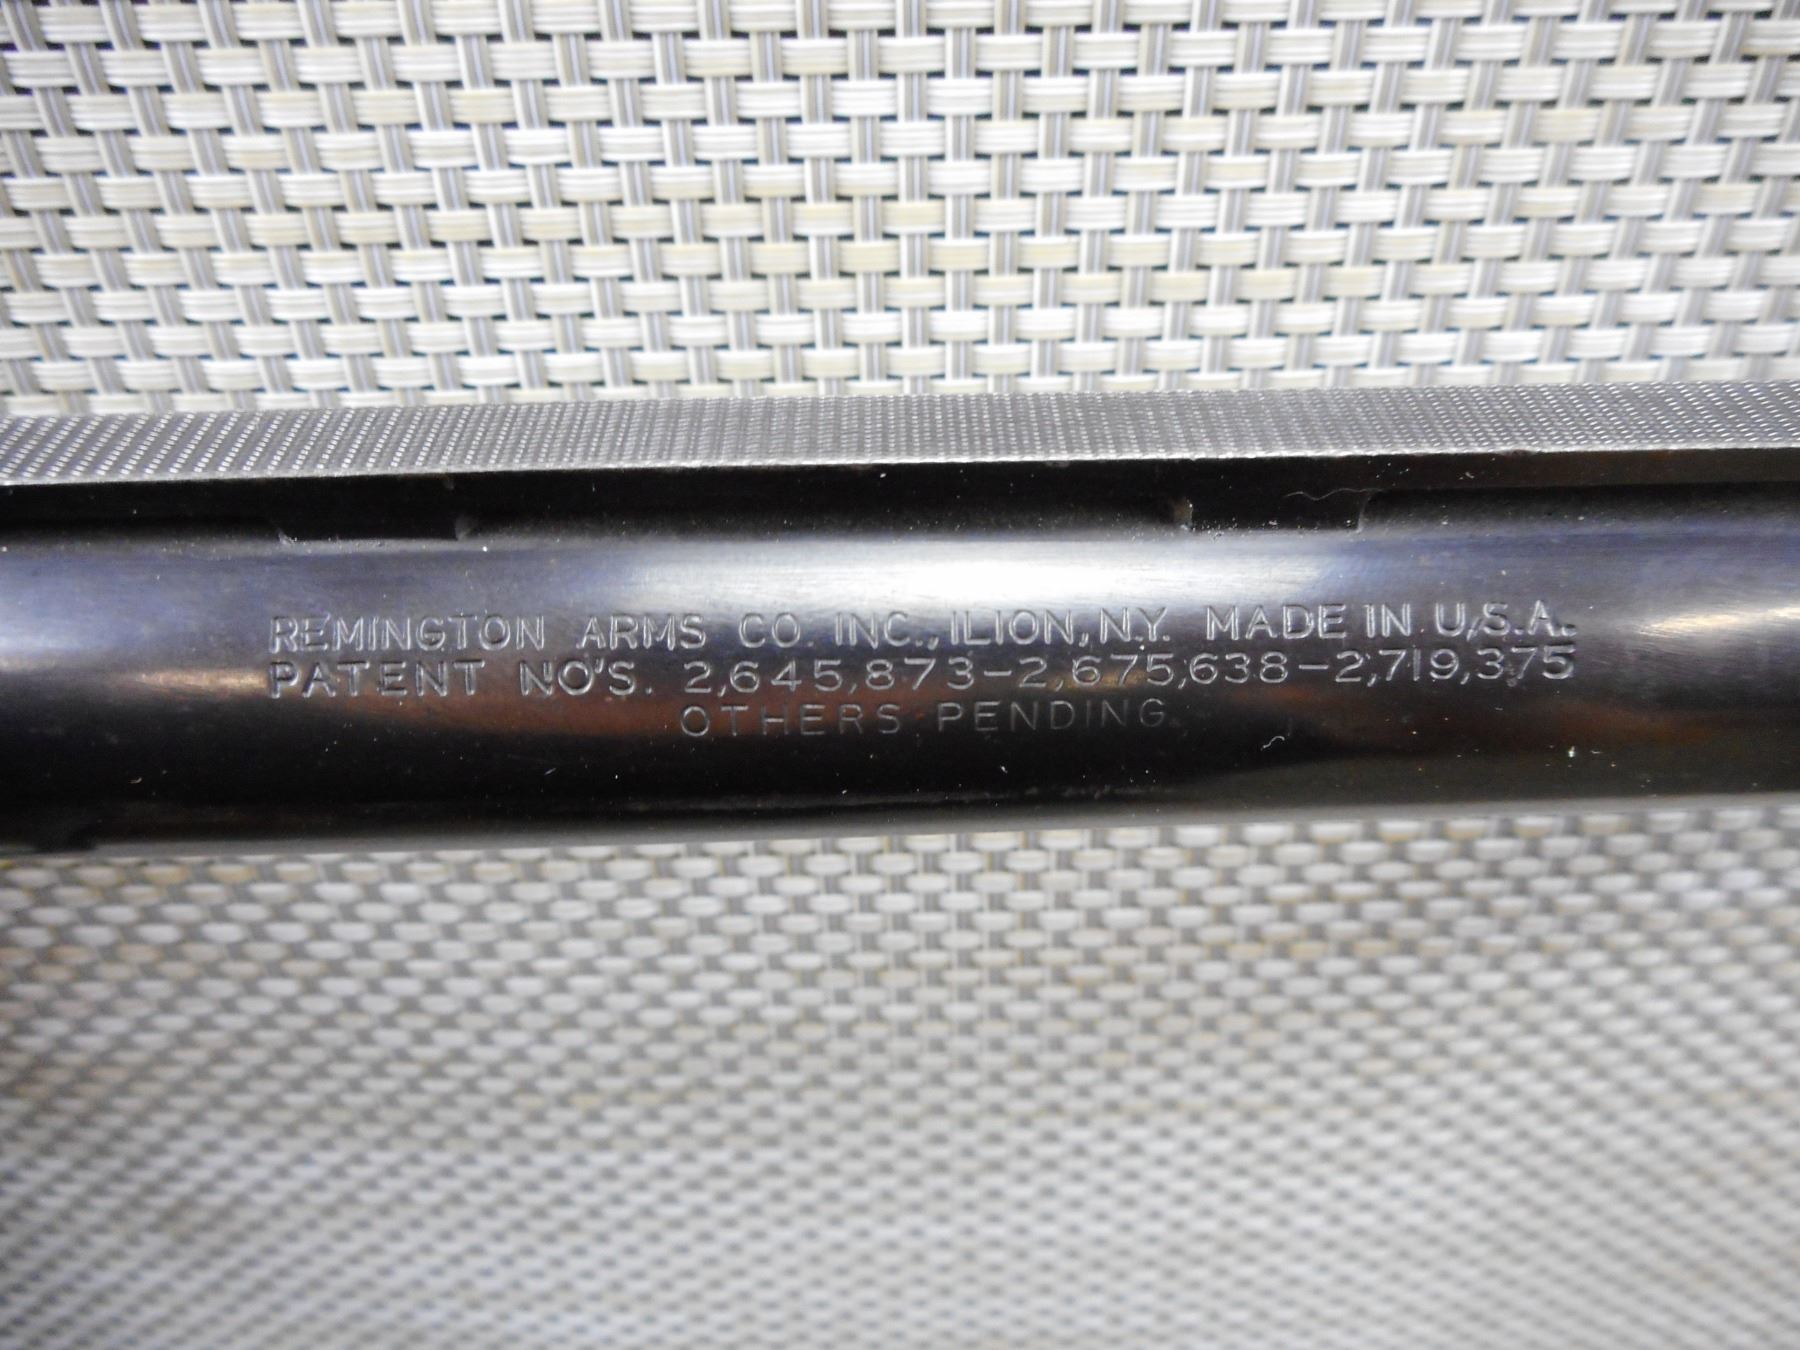 REMINGTON ARMS CO. INC., ILION, N.Y. MADE IN U.S.A.
PATENT NO'S. 2,645,873-2,675,638-2,719,375
OTHERS PENDING